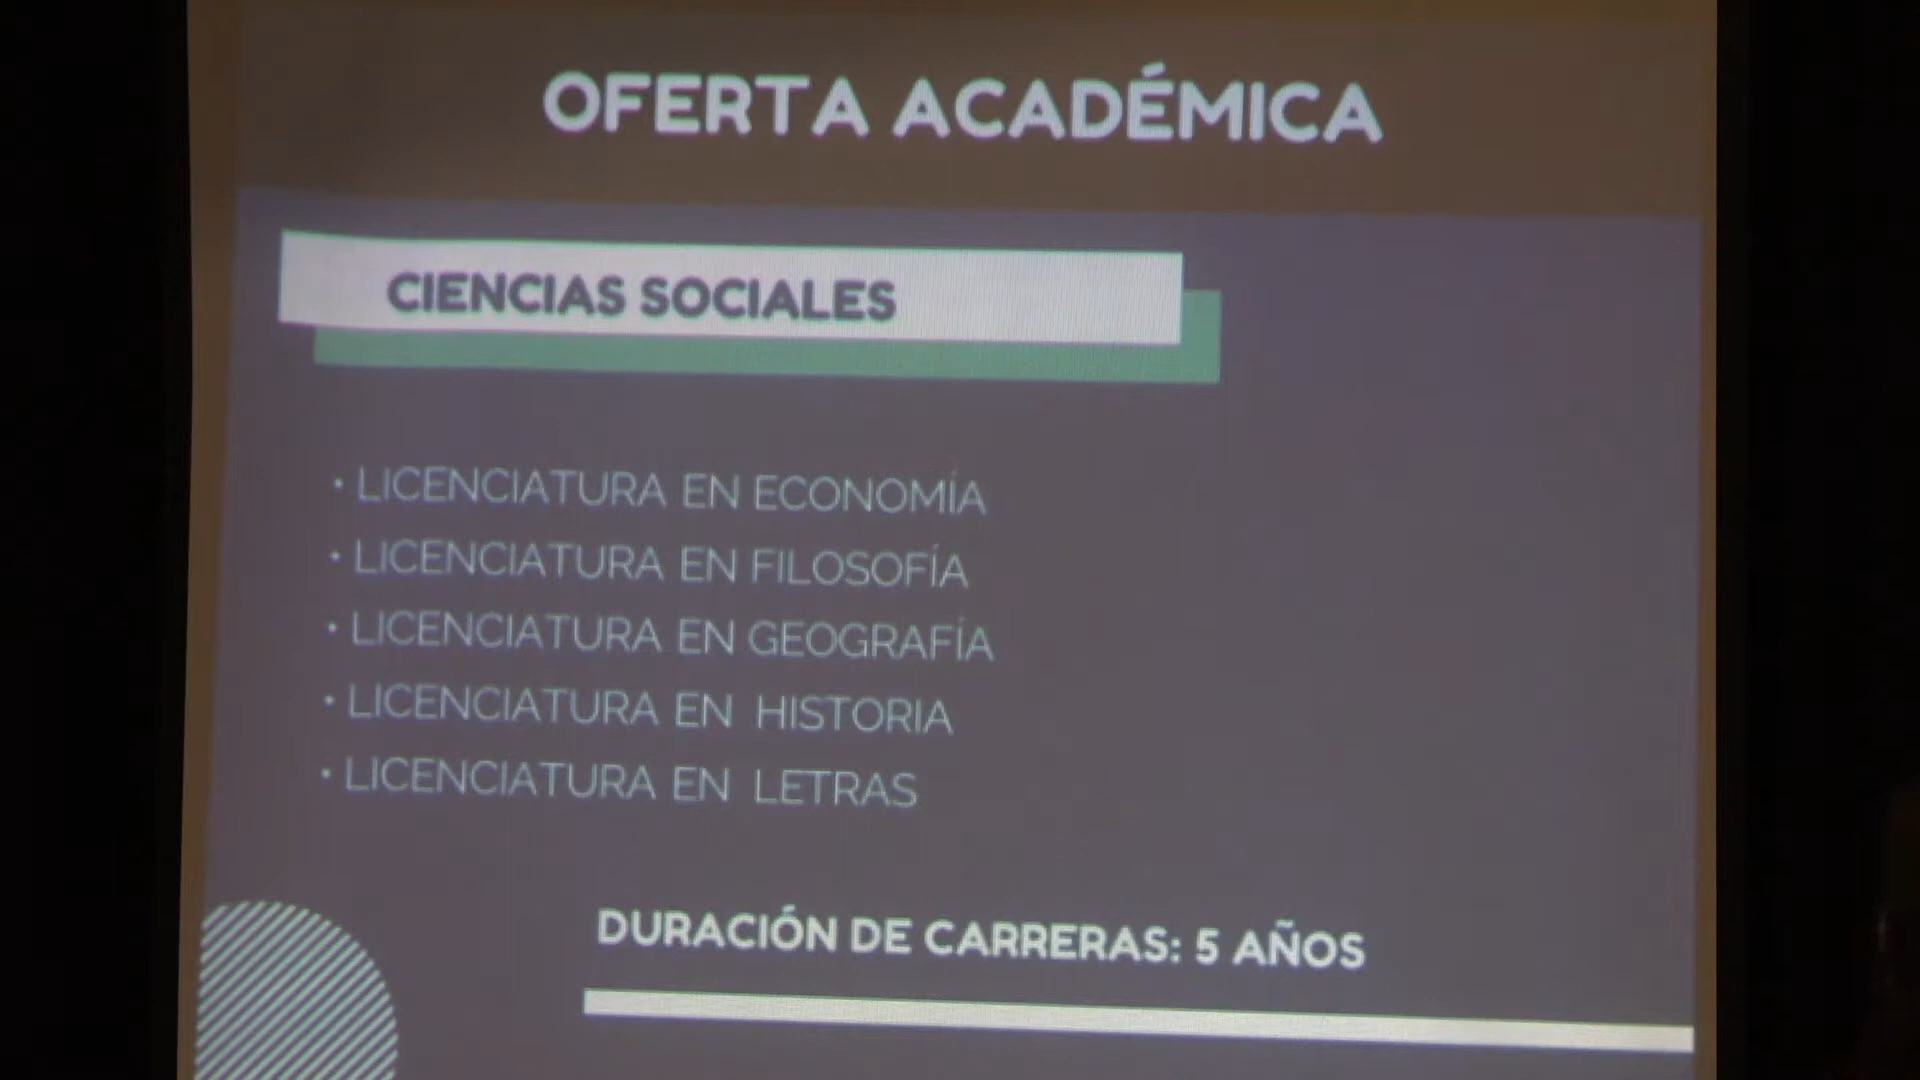 OFERTA ACADÉMICA
CIENCIAS SOCIALES
• LICENCIATURA EN ECONOMÍA
• LICENCIATURA EN FILOSOFÍA
• LICENCIATURA EN GEOGRAFÍA
• LICENCIATURA EN HISTORIA
• LICENCIATURA EN LETRAS
DURACIÓN DE CARRERAS: 5 AÑOS